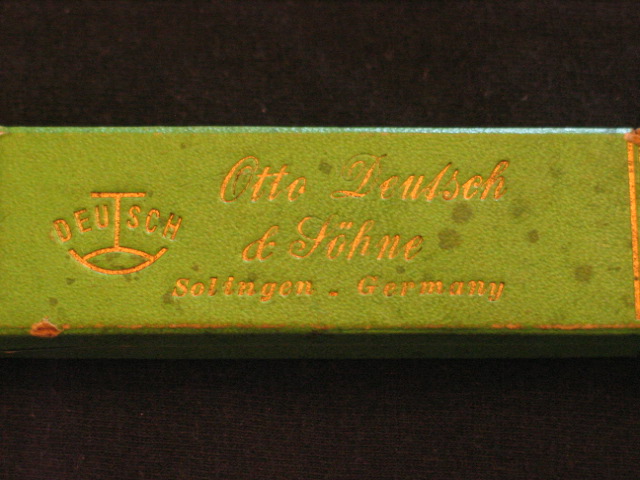 DEUTSCH
Otto Deutsch
& Söhne
Solingen - Germany